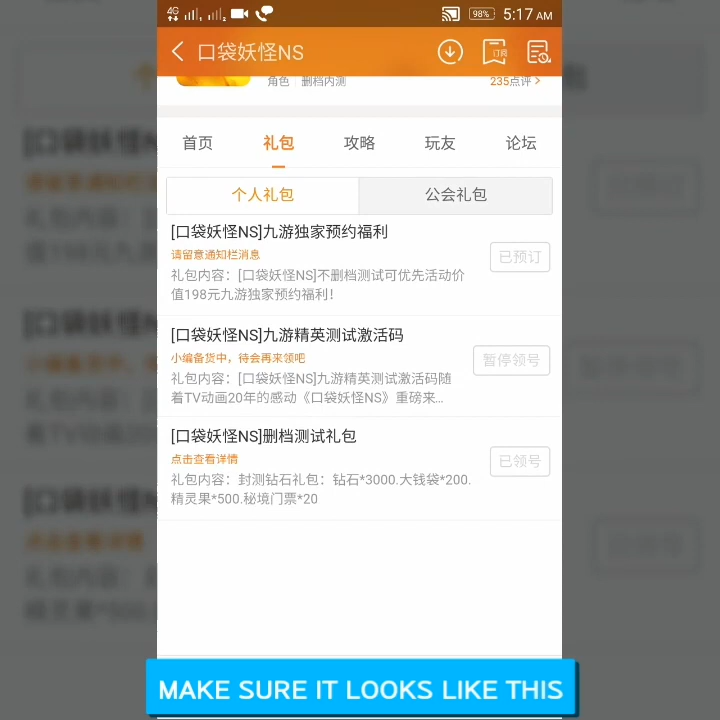 4G 98% 5:17 AM
口袋妖怪NS 订阅
角色 | 删档内测 235点评 >
首页 礼包 攻略 玩友 论坛
个人礼包 公会礼包
[口袋妖怪NS]九游独家预约福利
请留意通知栏消息
已预订
礼包内容：[口袋妖怪NS]不删档测试可优先活动价
值198元九游独家预约福利！
[口袋妖怪NS]九游精英测试激活码
小编备货中，待会再来领吧
暂停领号
礼包内容：[口袋妖怪NS]九游精英测试激活码随
着TV动画20年的感动《口袋妖怪NS》重磅来...
[口袋妖怪NS]删档测试礼包
点击查看详情
已领号
礼包内容：封测钻石礼包：钻石*3000.大钱袋*200.
精灵果*500.秘境门票*20
MAKE SURE IT LOOKS LIKE THIS